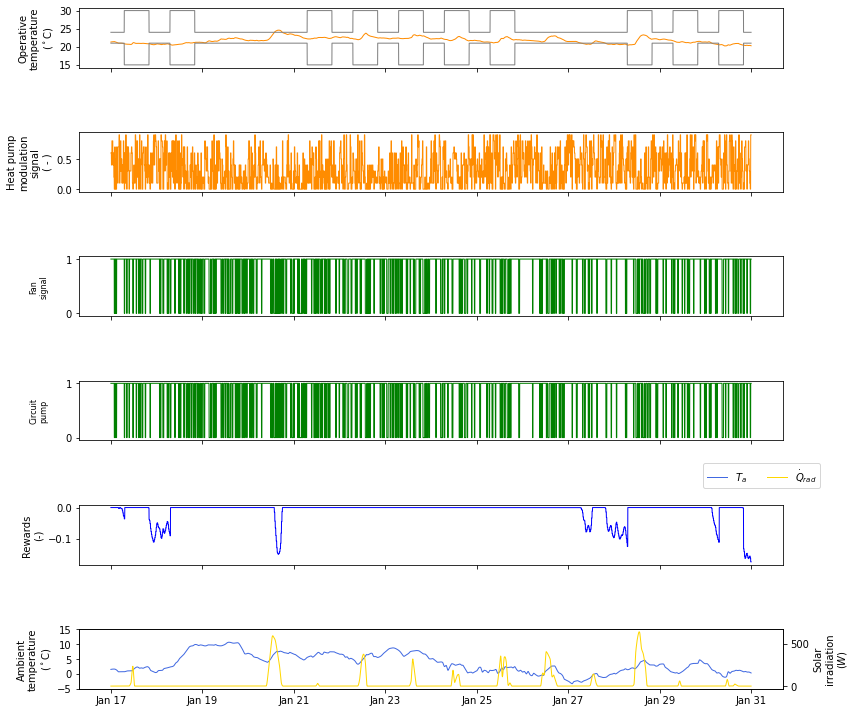 Operative
temperature
(°C)
30
25
20
15
Heat pump
modulation
signal
( - )
0.5
0.0
Fan
signal
1
0
Circuit
pump
1
0
T_a Q̇_rad
Rewards
(-)
0.0
−0.1
Ambient
temperature
(°C)
15
10
5
0
−5
500
0
Solar
irradiation
(W)
Jan 17 Jan 19 Jan 21 Jan 23 Jan 25 Jan 27 Jan 29 Jan 31